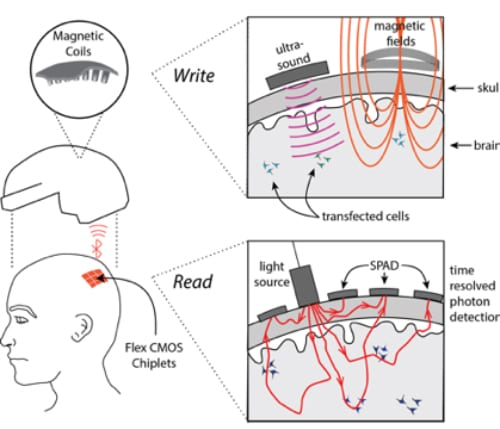 Magnetic
Coils
Write
ultra-
sound
magnetic
fields
skul
brain
transfected cells
Read
light
source
SPAD
time
resolved
photon
detection
Flex CMOS
Chiplets